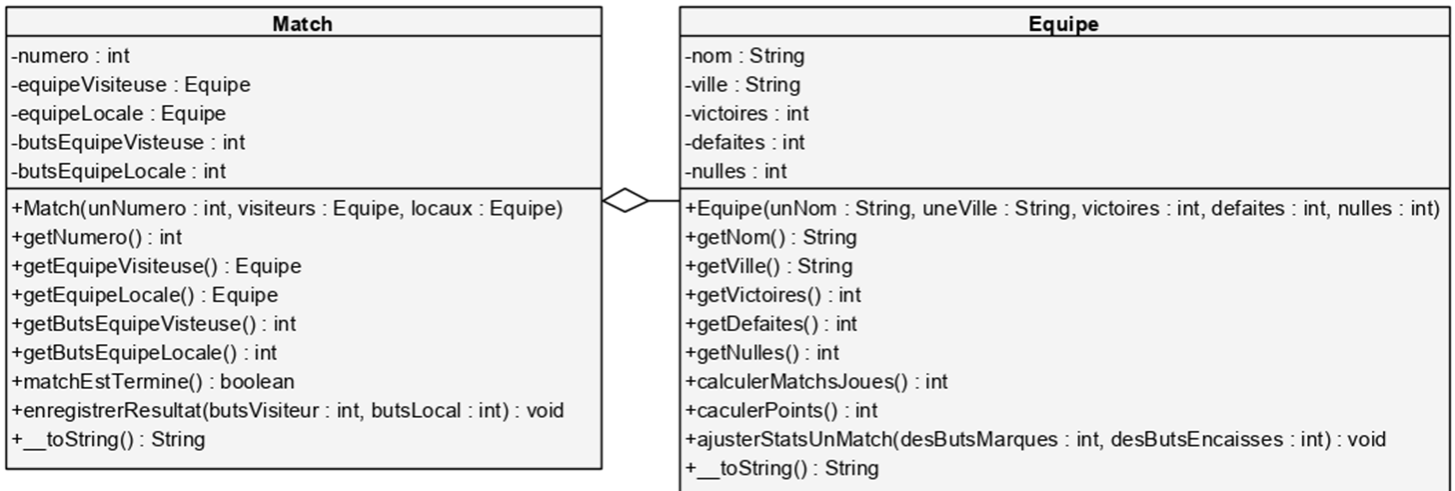 Match
-numero : int
-equipeVisiteuse : Equipe
-equipeLocale : Equipe
-butsEquipeVisteuse : int
-butsEquipeLocale : int
+Match(unNumero : int, visiteurs : Equipe, locaux : Equipe)
+getNumero() : int
+getEquipeVisiteuse() : Equipe
+getEquipeLocale() : Equipe
+getButsEquipeVisteuse() : int
+getButsEquipeLocale() : int
+matchEstTermine() : boolean
+enregistrerResultat(butsVisiteur : int, butsLocal : int) : void
+__toString() : String
Equipe
-nom : String
-ville : String
-victoires : int
-defaites : int
-nulles : int
+Equipe(unNom : String, uneVille : String, victoires : int, defaites : int, nulles : int)
+getNom() : String
+getVille() : String
+getVictoires() : int
+getDefaites() : int
+getNulles() : int
+calculerMatchsJoues() : int
+caculerPoints() : int
+ajusterStatsUnMatch(desButsMarques : int, desButsEncaisses : int) : void
+__toString() : String